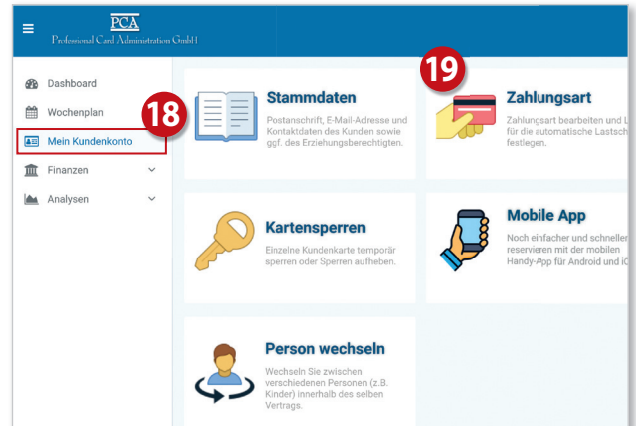 PCA
Professional Card Administration GmbH
Dashboard
Wochenplan
18
Mein Kundenkonto
Finanzen
Analysen
Stammdaten
Postanschrift, E-Mail-Adresse und
Kontaktdaten des Kunden sowie
ggf. des Erziehungsberechtigten.
19
Zahlungsart
Zahlungsart bearbeiten und L
für die automatische Lastsch
festlegen.
Kartensperren
Einzelne Kundenkarte temporär
sperren oder Sperren aufheben.
Mobile App
Noch einfacher und schneller
reservieren mit der mobilen
Handy-App für Android und iO
Person wechseln
Wechseln Sie zwischen
verschiedenen Personen (z.B.
Kinder) innerhalb des selben
Vertrags.